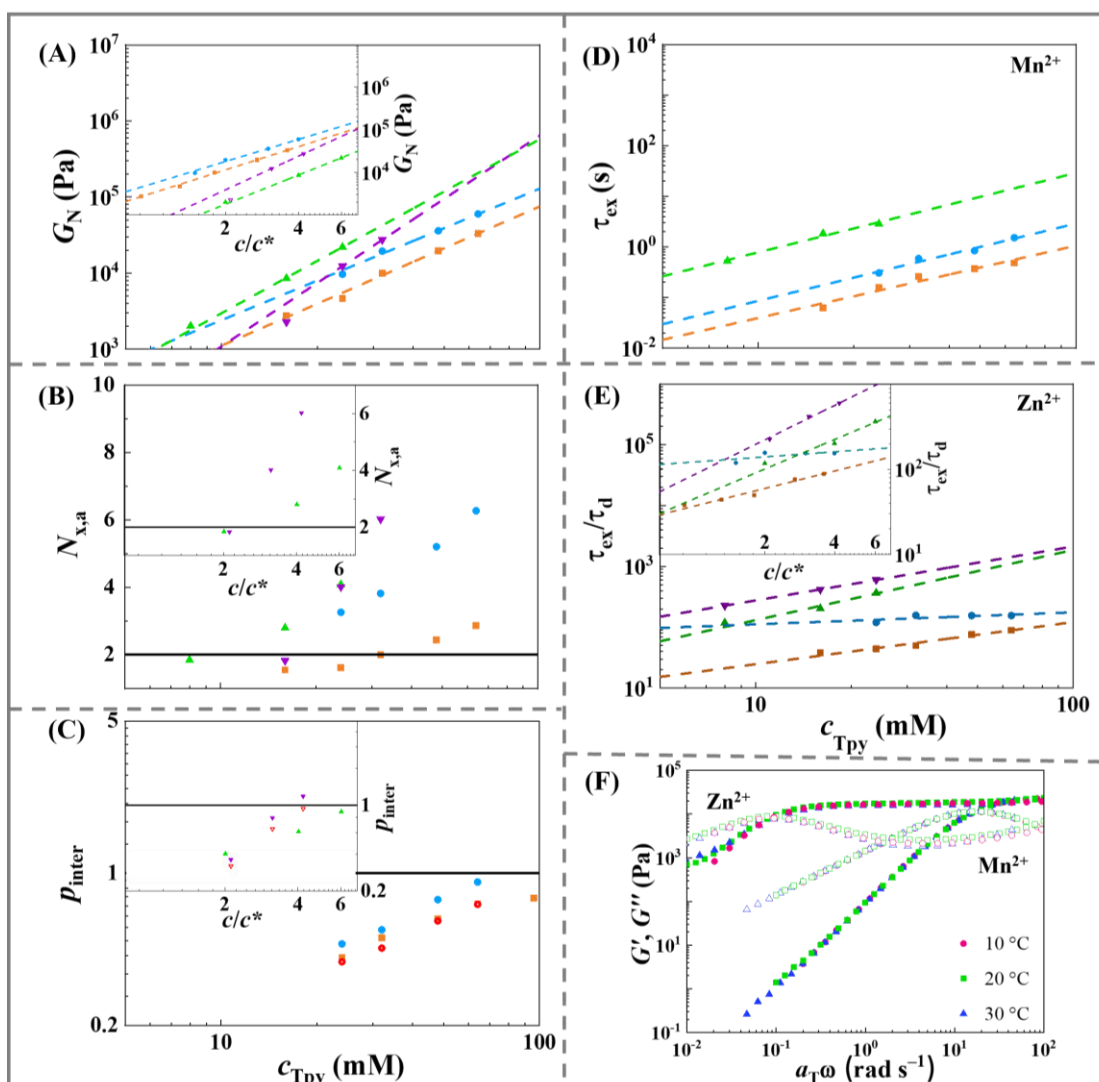 (A)
10^7
10^6
10^5
10^4
10^3
G_N (Pa)
10^6
10^5
10^4
G_N (Pa)
2 4 6
c/c*
(B)
10
8
6
4
2
N_x,a
6
4
2
N_x,a
2 4 6
c/c*
(C)
5
1
0.2
p_inter
1
0.2
p_inter
2 4 6
c/c*
10 100
c_Tpy (mM)
(D)
Mn²⁺
10^4
10^2
10^0
10^-2
τ_ex (s)
(E)
Zn²⁺
10^5
10^3
10^1
τ_ex/τ_d
10^2
10^1
τ_ex/τ_d
2 4 6
c/c*
10 100
c_Tpy (mM)
(F)
10^5
10^3
10^1
10^-1
G′, G″ (Pa)
Zn²⁺
Mn²⁺
10 °C
20 °C
30 °C
10^-2 10^-1 10^0 10^1 10^2
a_Tω (rad s⁻¹)